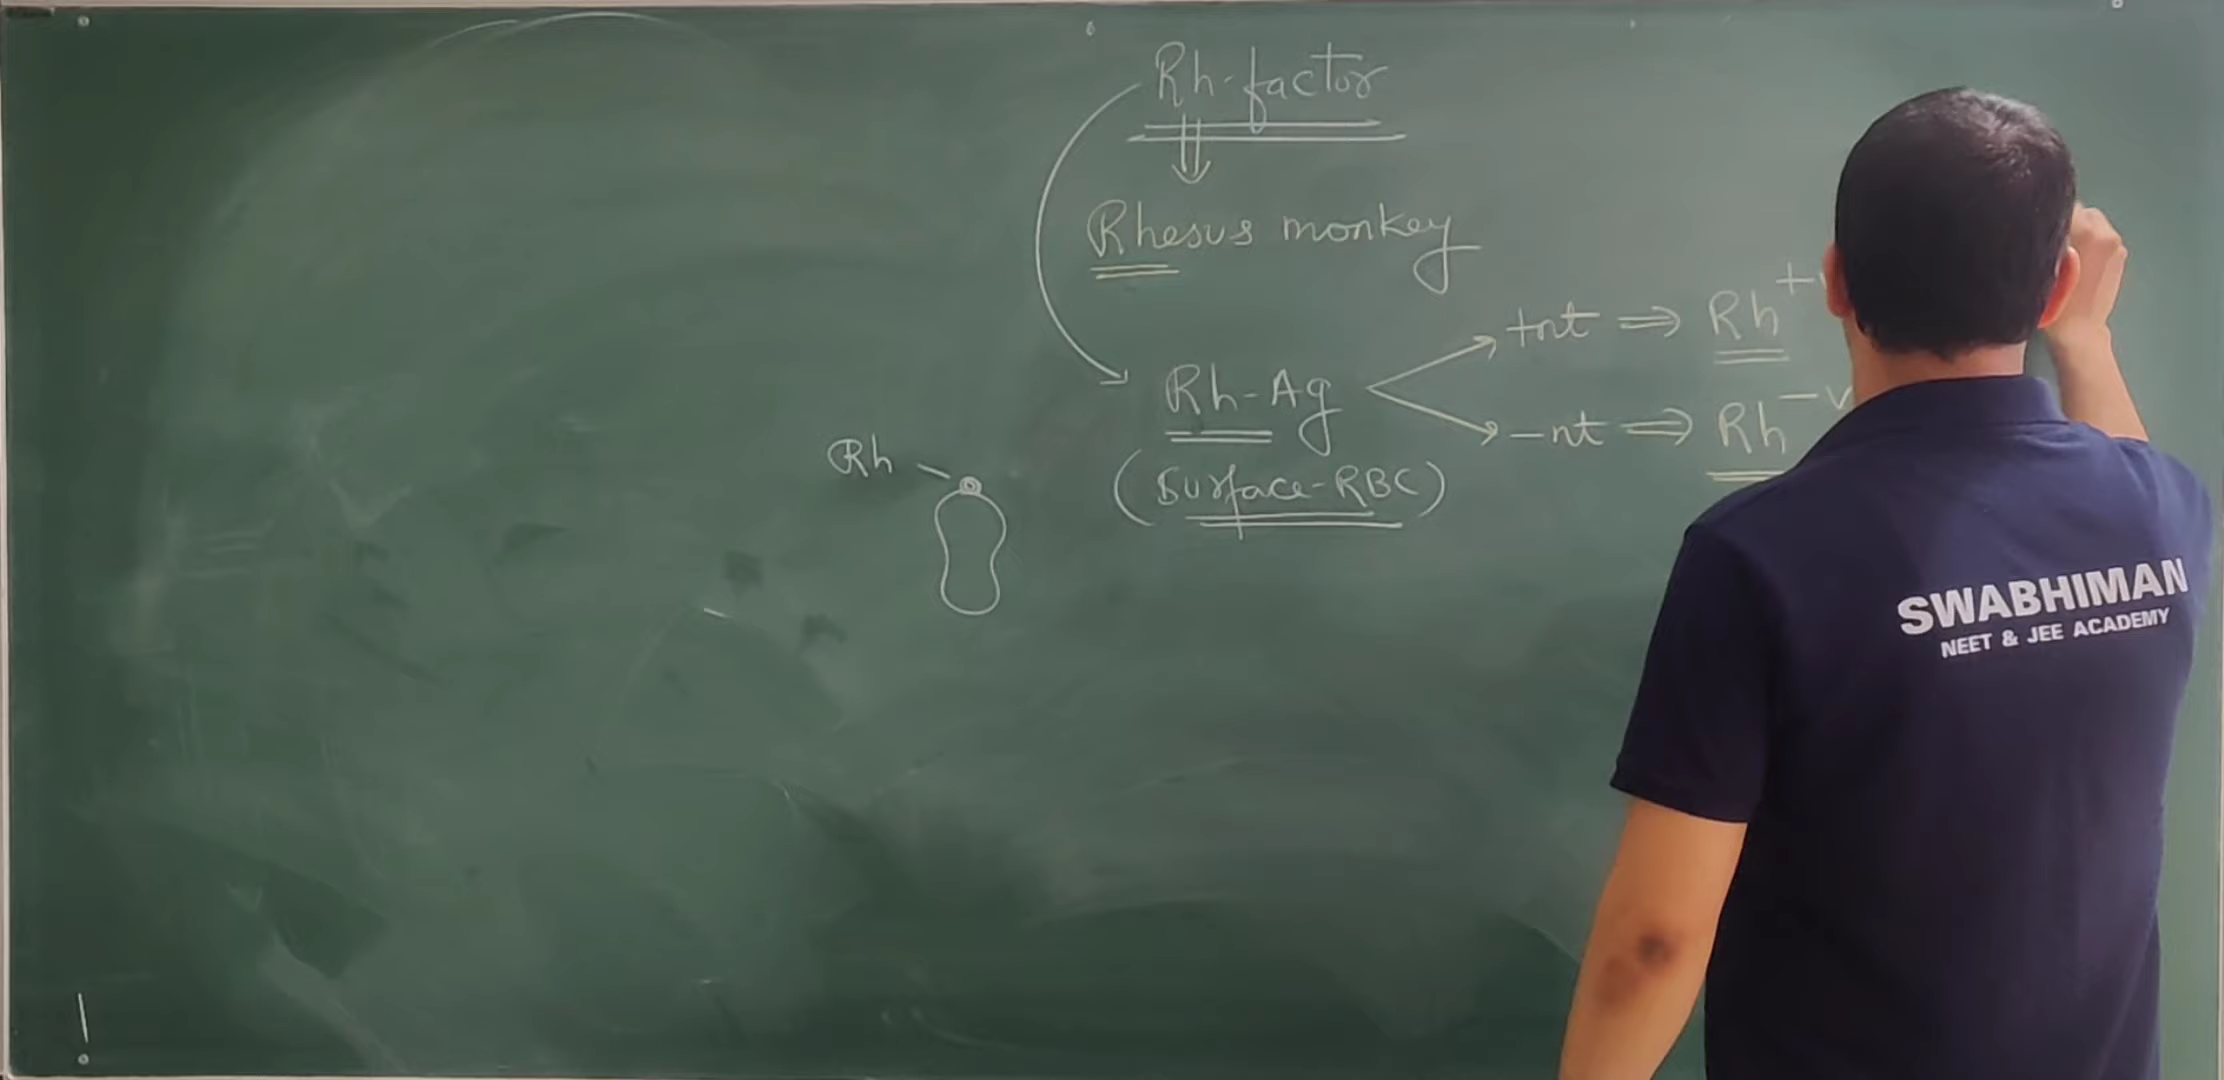 Rh-factor
Rhesus monkey
+nt ⇒ Rh+
Rh-Ag
-nt ⇒ Rh-v
Rh
(Surface-RBC)
SWABHIMAN
NEET & JEE ACADEMY